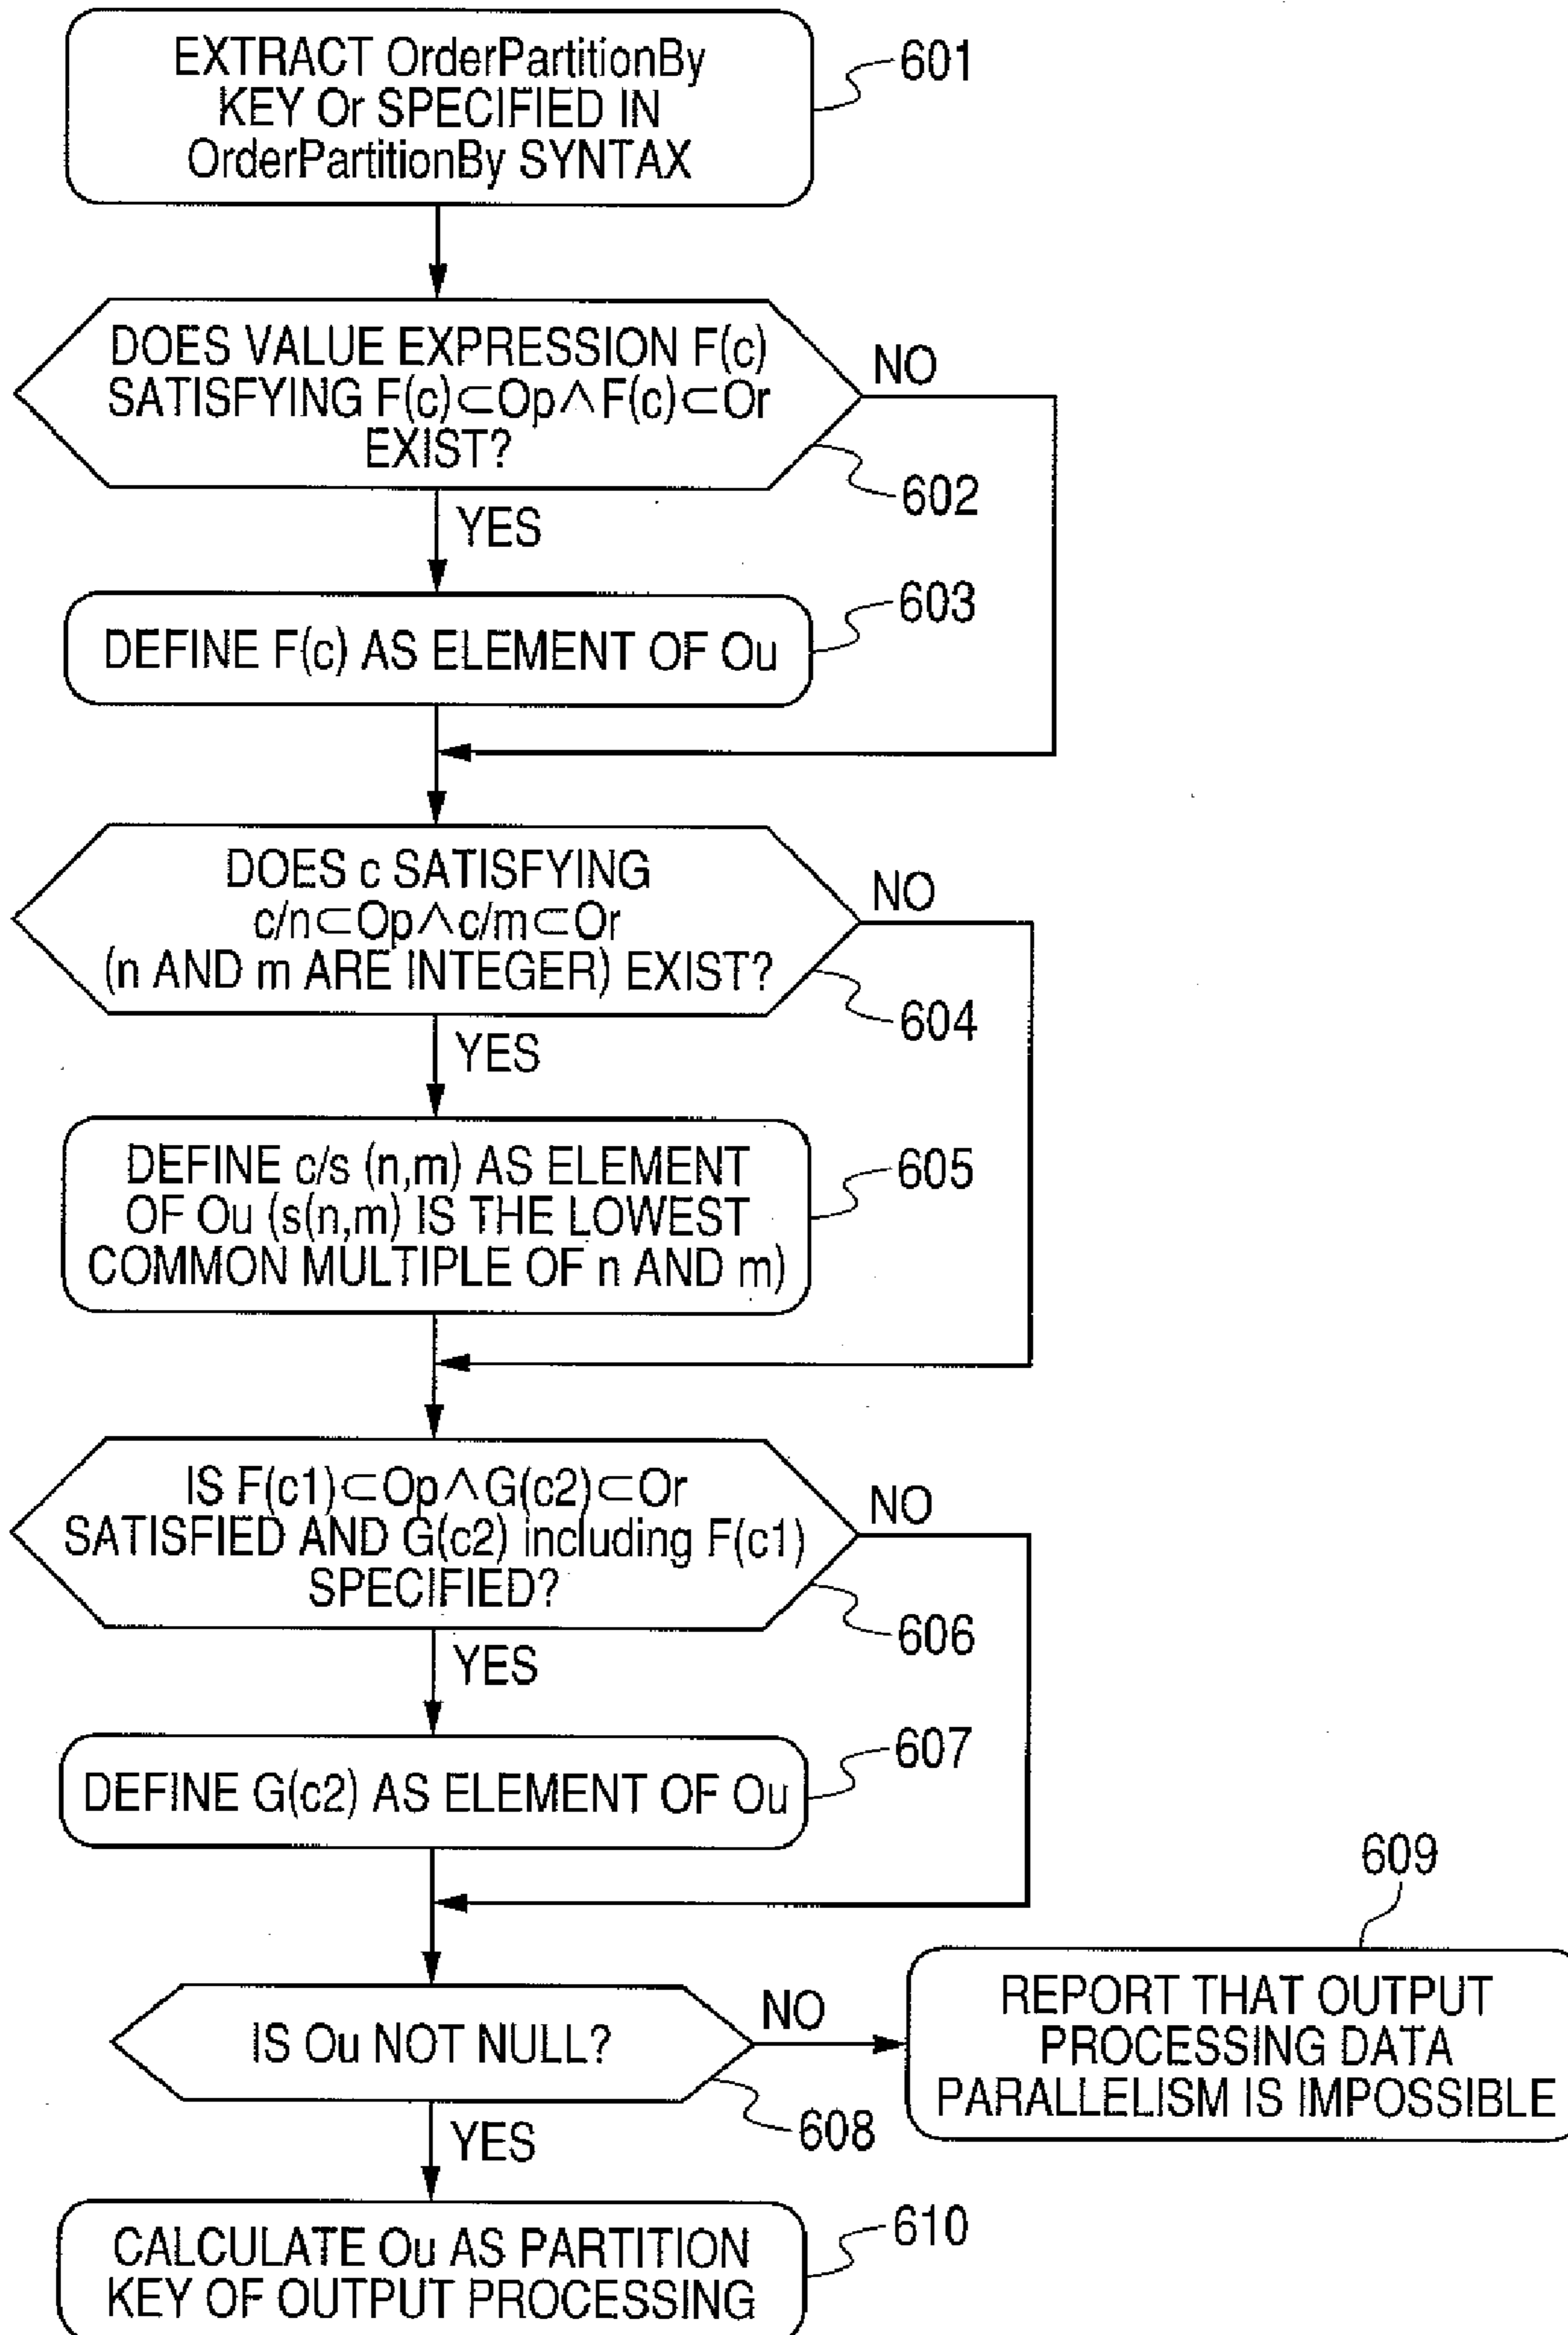 EXTRACT OrderPartitionBy
KEY Or SPECIFIED IN
OrderPartitionBy SYNTAX
601
DOES VALUE EXPRESSION F(c)
SATISFYING F(c)⊂Op∧F(c)⊂Or
EXIST?
NO
602
YES
603
DEFINE F(c) AS ELEMENT OF Ou
DOES c SATISFYING
c/n⊂Op∧c/m⊂Or
(n AND m ARE INTEGER) EXIST?
NO
604
YES
DEFINE c/s (n,m) AS ELEMENT
OF Ou (s(n,m) IS THE LOWEST
COMMON MULTIPLE OF n AND m)
605
IS F(c1)⊂Op∧G(c2)⊂Or
SATISFIED AND G(c2) including F(c1)
SPECIFIED?
NO
606
YES
607
DEFINE G(c2) AS ELEMENT OF Ou
609
IS Ou NOT NULL?
NO
608
YES
REPORT THAT OUTPUT
PROCESSING DATA
PARALLELISM IS IMPOSSIBLE
CALCULATE Ou AS PARTITION
KEY OF OUTPUT PROCESSING
610